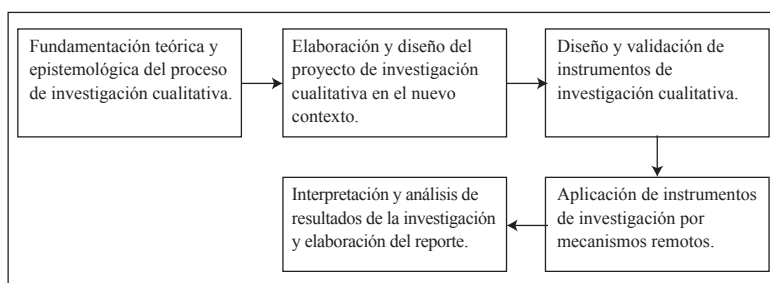 Fundamentación teórica y
epistemológica del proceso
de investigación cualitativa.
Elaboración y diseño del
proyecto de investigación
cualitativa en el nuevo
contexto.
Diseño y validación de
instrumentos de
investigación cualitativa.
Aplicación de instrumentos
de investigación por
mecanismos remotos.
Interpretación y análisis de
resultados de la investigación
y elaboración del reporte.